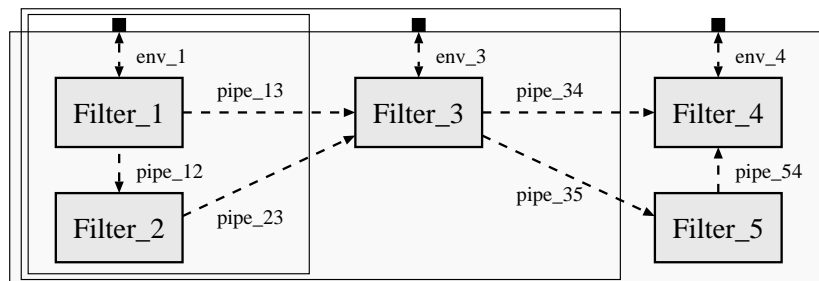 env_1
env_3
env_4
Filter_1
pipe_13
Filter_3
pipe_34
Filter_4
pipe_12
pipe_54
Filter_2
pipe_23
pipe_35
Filter_5